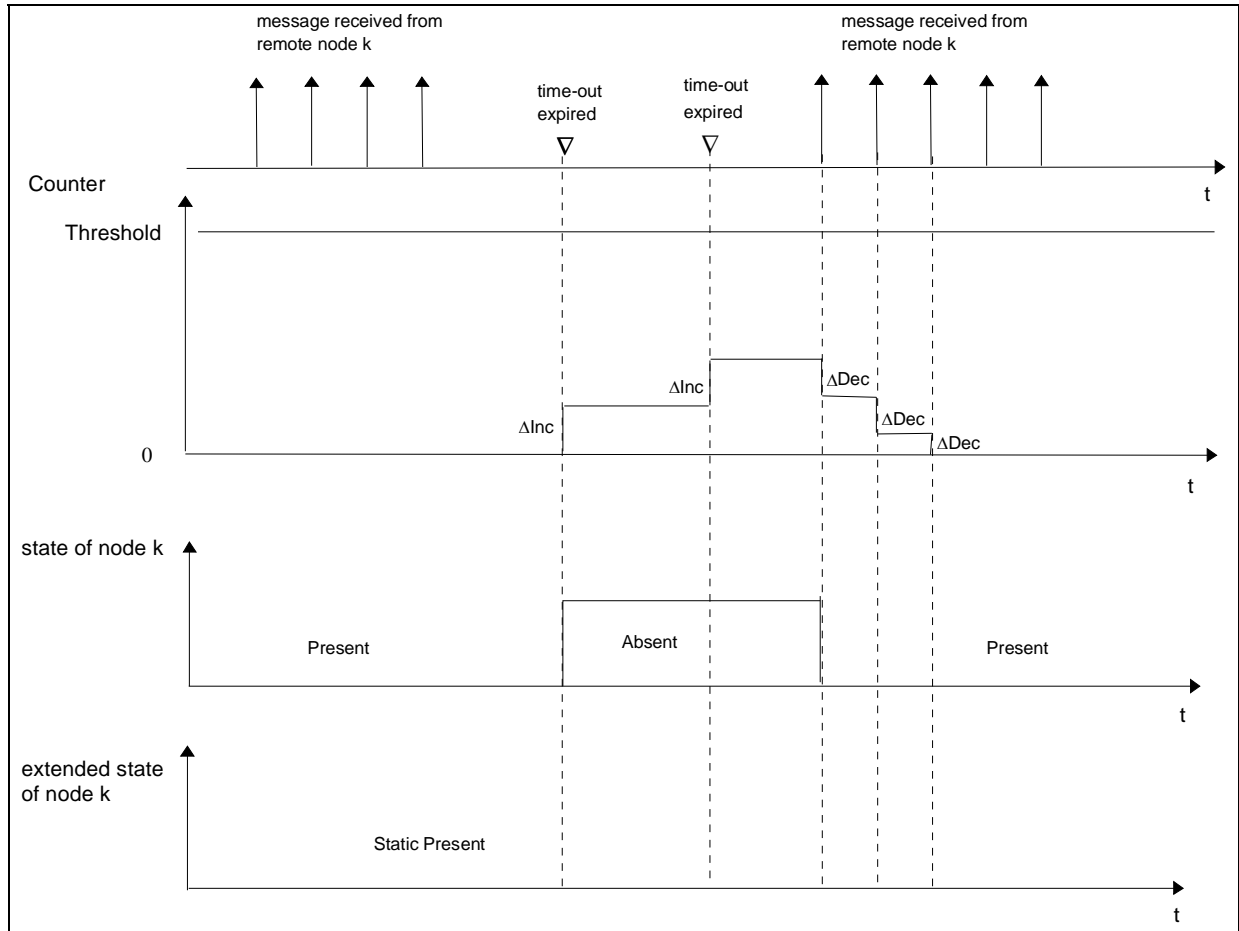 message received from
remote node k
message received from
remote node k
time-out
expired
time-out
expired
t
Counter
Threshold
ΔInc
ΔInc
ΔDec
ΔDec
ΔDec
0
t
state of node k
Present
Absent
Present
t
extended state
of node k
Static Present
t